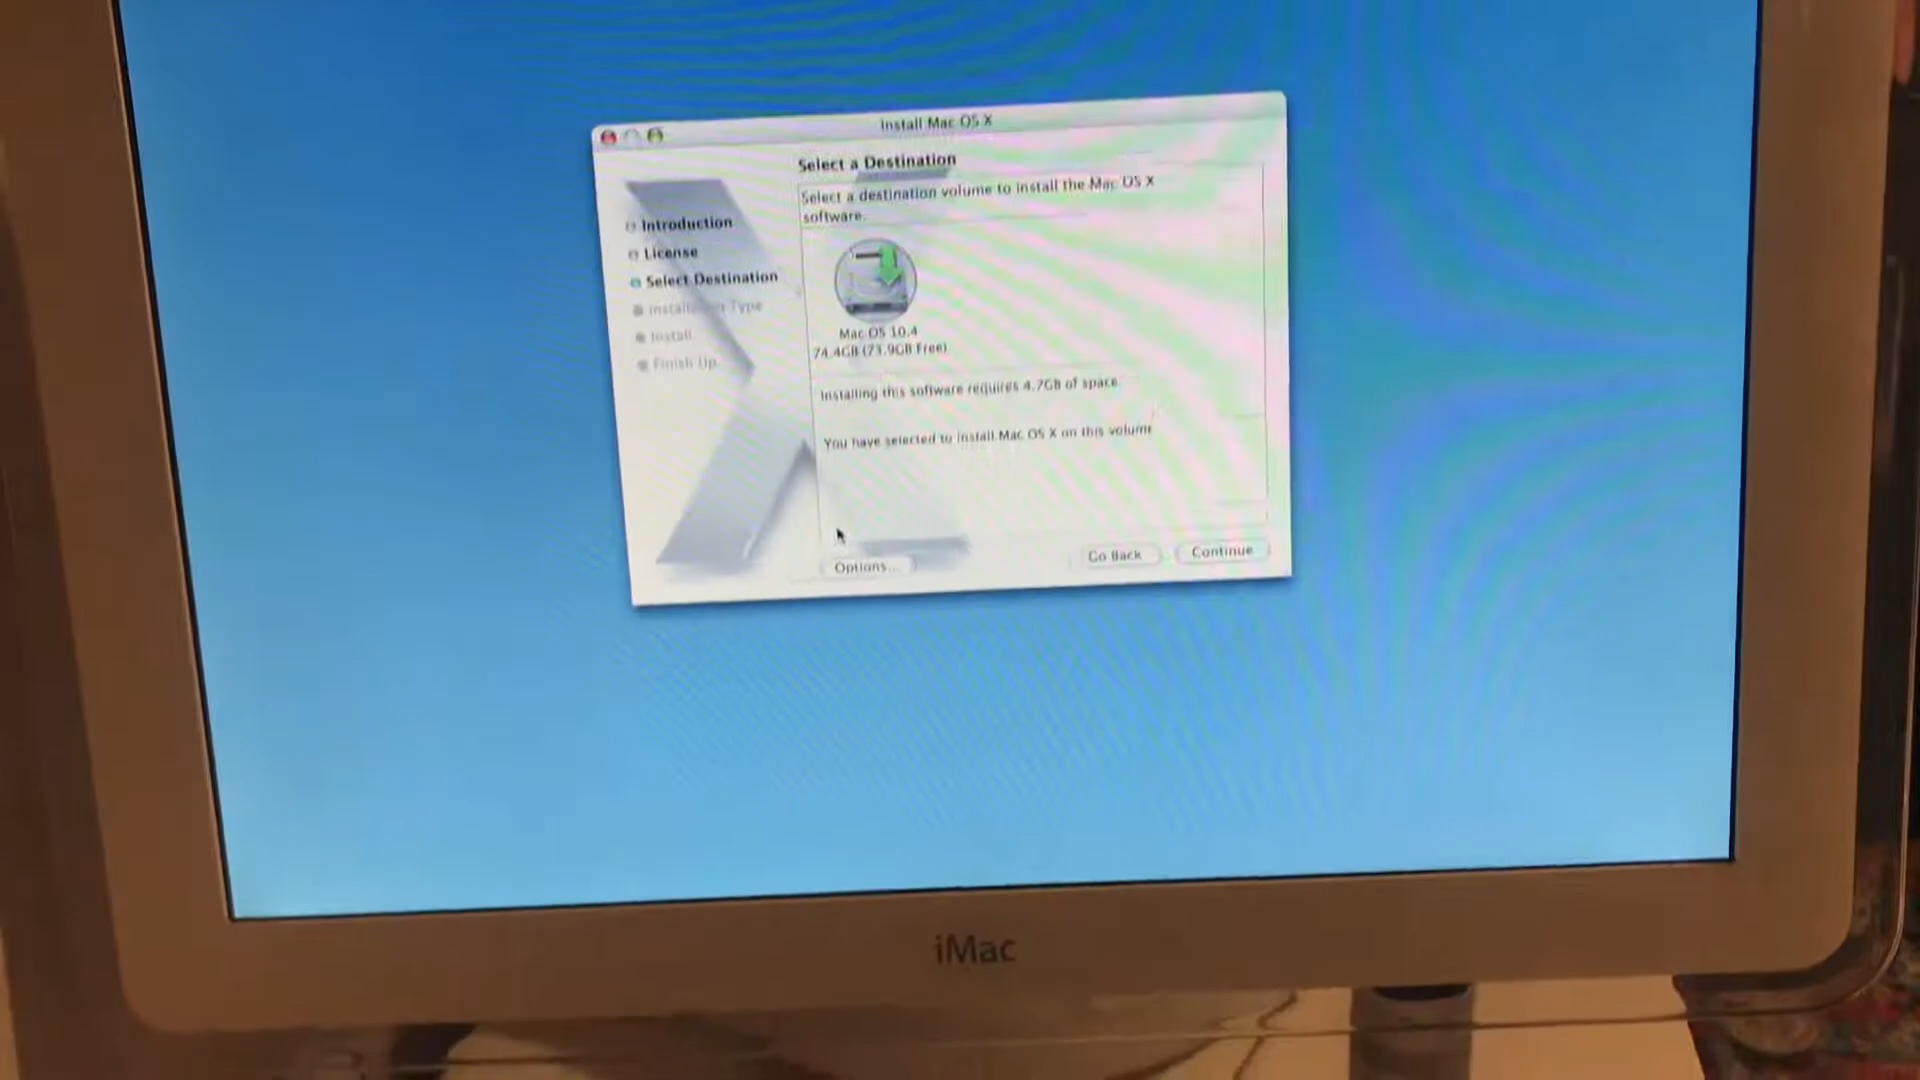 Install Mac OS X
Select a Destination
Introduction
License
Select Destination
Installation Type
Install
Finish Up
Select a destination volume to install the Mac OS X
software.
Mac OS 10.4
74.4GB (73.9GB Free)
Installing this software requires 4.7GB of space.
You have selected to install Mac OS X on this volume
Options...
Go Back
Continue
iMac